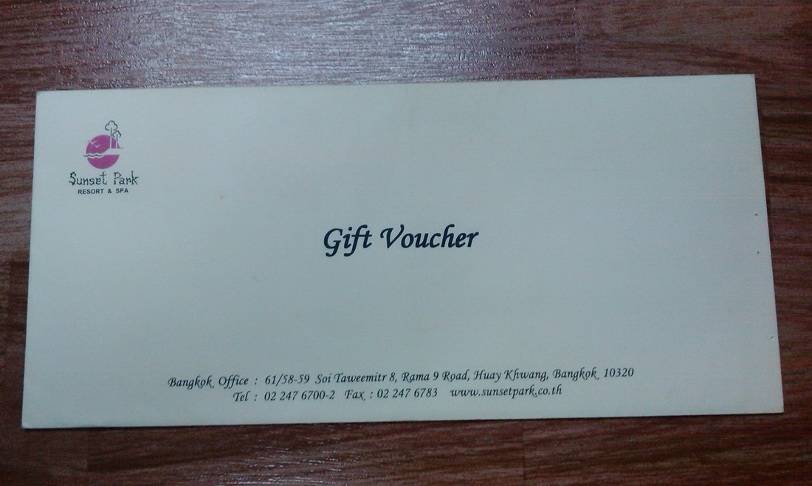 Sunset Park
RESORT & SPA
Gift Voucher
Bangkok Office : 61/58-59 Soi Taweemitr 8, Rama 9 Road, Huay Khwang, Bangkok 10320
Tel : 02 247 6700-2 Fax : 02 247 6783 www.sunsetpark.co.th